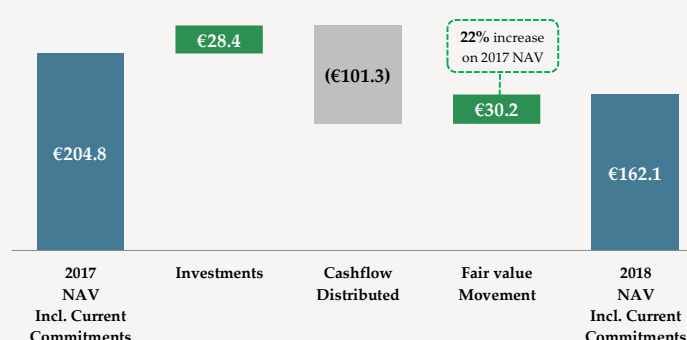 €28.4
22% increase
on 2017 NAV
(€101.3)
€30.2
€204.8
€162.1
2017
NAV
Incl. Current
Commitments
Investments
Cashflow
Distributed
Fair value
Movement
2018
NAV
Incl. Current
Commitments